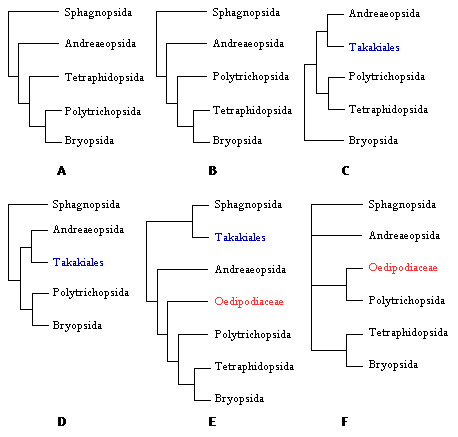 Sphagnopsida
Andreaeopsida
Tetraphidopsida
Polytrichopsida
Bryopsida
A
Sphagnopsida
Andreaeopsida
Polytrichopsida
Tetraphidopsida
Bryopsida
B
Andreaeopsida
Takakiales
Polytrichopsida
Tetraphidopsida
Bryopsida
C
Sphagnopsida
Andreaeopsida
Takakiales
Polytrichopsida
Bryopsida
D
Sphagnopsida
Takakiales
Andreaeopsida
Oedipodiaceae
Polytrichopsida
Tetraphidopsida
Bryopsida
E
Sphagnopsida
Andreaeopsida
Oedipodiaceae
Polytrichopsida
Tetraphidopsida
Bryopsida
F